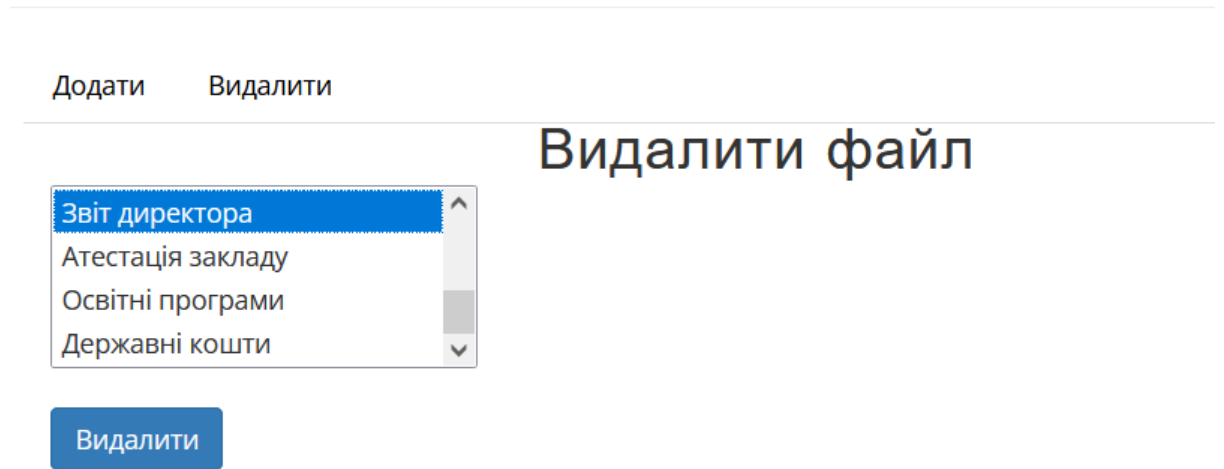 Додати Видалити
Видалити файл
Звіт директора
Атестація закладу
Освітні програми
Державні кошти
Видалити